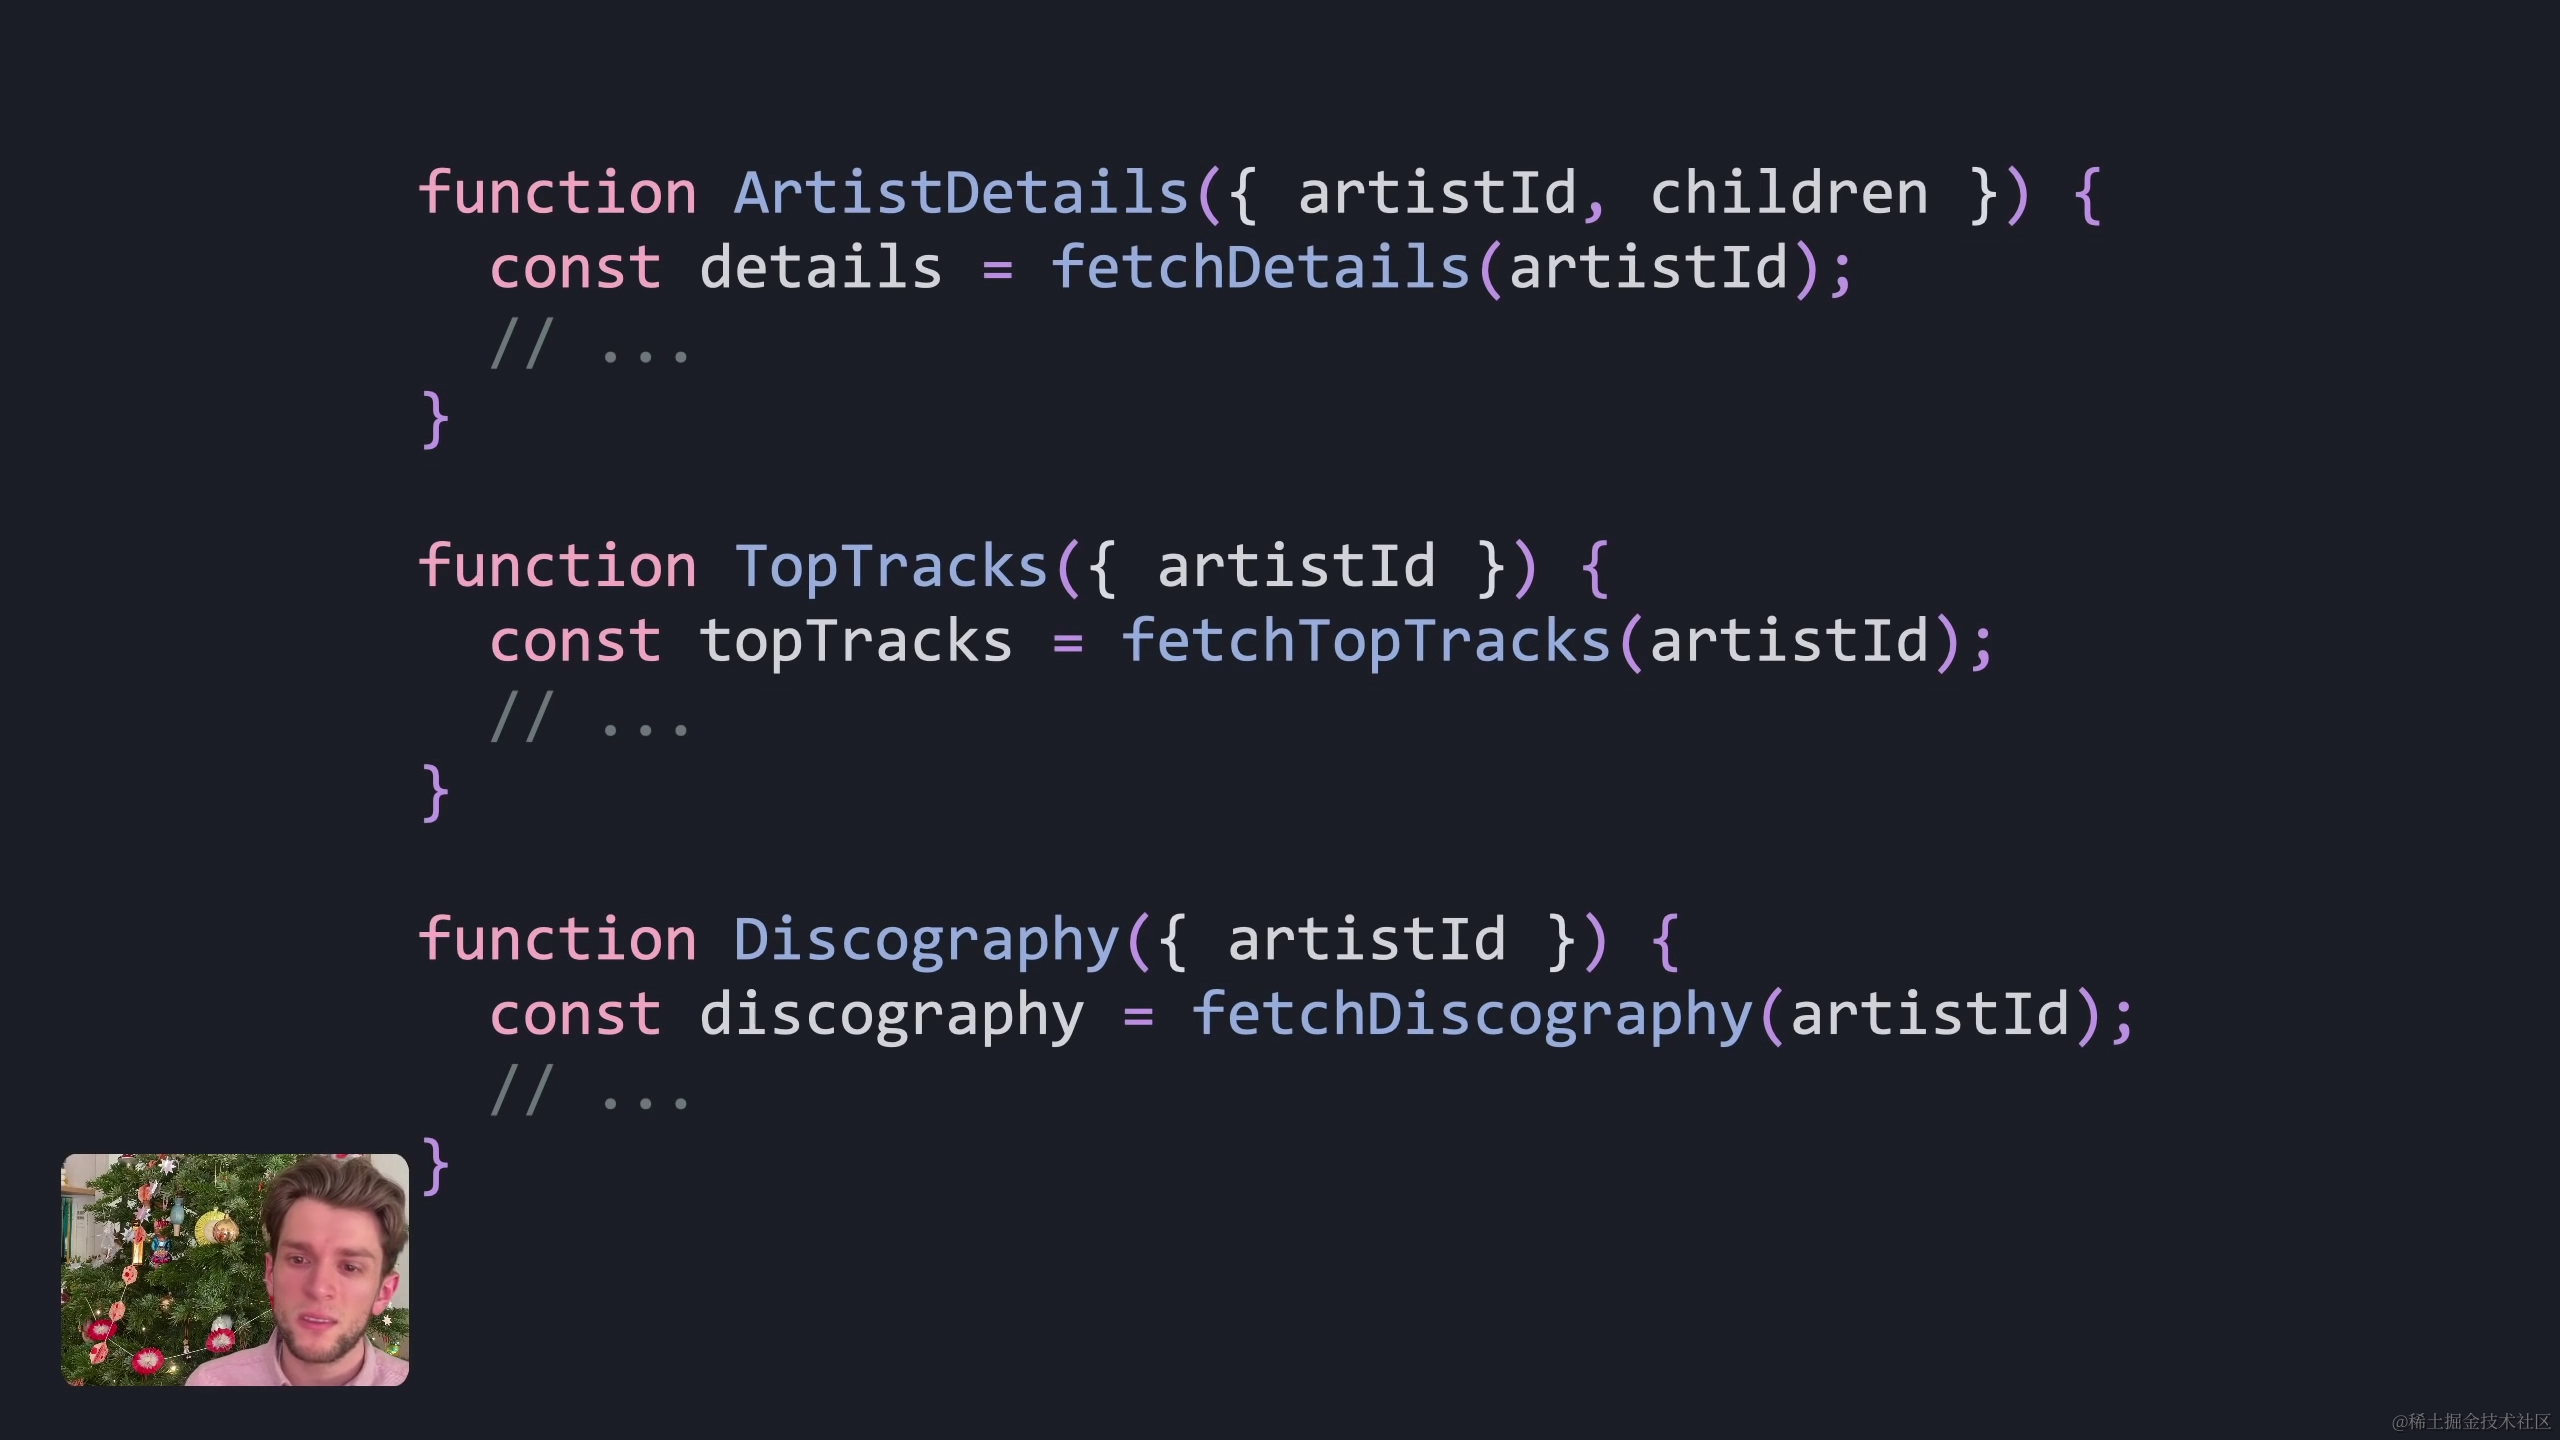 function ArtistDetails({ artistId, children }) {
  const details = fetchDetails(artistId);
  // ...
}
function TopTracks({ artistId }) {
  const topTracks = fetchTopTracks(artistId);
  // ...
}
function Discography({ artistId }) {
  const discography = fetchDiscography(artistId);
  // ...
}
@稀土掘金技术社区